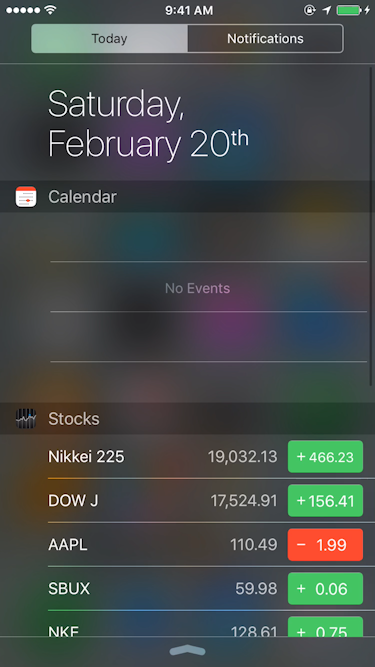 9:41 AM
Today
Notifications
Saturday,
February 20th
Calendar
No Events
Stocks
Nikkei 225 19,032.13 + 466.23
DOW J 17,524.91 + 156.41
AAPL 110.49 − 1.99
SBUX 59.98 + 0.06
NKE 128.61 + 0.75